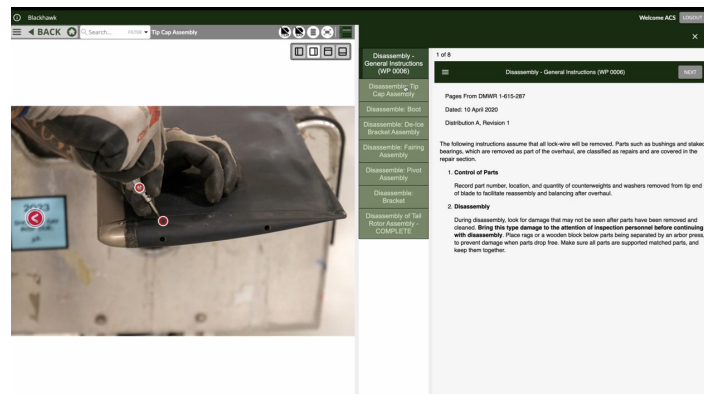 Blackhawk
Welcome ACS LOGOUT
BACK Search... FILTER Tip Cap Assembly
Disassembly -
General Instructions
(WP 0006)
Disassemble: Tip
Cap Assembly
Disassemble: Boot
Disassemble: De-Ice
Bracket Assembly
Disassemble: Fairing
Assembly
Disassemble: Pivot
Assembly
Disassemble:
Bracket
Disassembly of Tail
Rotor Assembly -
COMPLETE
1 of 8
Disassembly - General Instructions (WP 0006) NEXT
Pages From DMWR 1-615-287
Dated: 10 April 2020
Distribution A, Revision 1
The following instructions assume that all lock-wire will be removed. Parts such as bushings and staked
bearings, which are removed as part of the overhaul, are classified as repairs and are covered in the
repair section.
1. Control of Parts
Record part number, location, and quantity of counterweights and washers removed from tip end
of blade to facilitate reassembly and balancing after overhaul.
2. Disassembly
During disassembly, look for damage that may not be seen after parts have been removed and
cleaned. Bring this type damage to the attention of inspection personnel before continuing
with disassembly. Place rags or a wooden block below parts being separated by an arbor press,
to prevent damage when parts drop free. Make sure all parts are supported matched parts, and
keep them together.